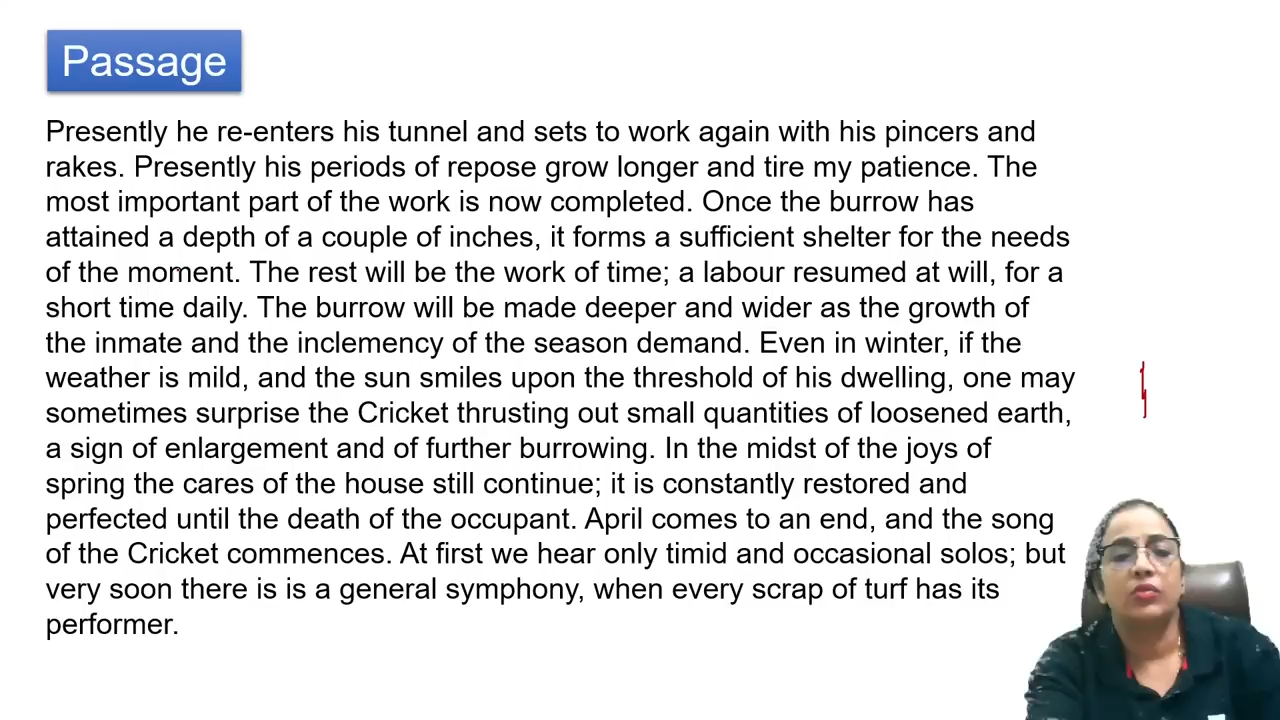 Passage
Presently he re-enters his tunnel and sets to work again with his pincers and
rakes. Presently his periods of repose grow longer and tire my patience. The
most important part of the work is now completed. Once the burrow has
attained a depth of a couple of inches, it forms a sufficient shelter for the needs
of the moment. The rest will be the work of time; a labour resumed at will, for a
short time daily. The burrow will be made deeper and wider as the growth of
the inmate and the inclemency of the season demand. Even in winter, if the
weather is mild, and the sun smiles upon the threshold of his dwelling, one may
sometimes surprise the Cricket thrusting out small quantities of loosened earth,
a sign of enlargement and of further burrowing. In the midst of the joys of
spring the cares of the house still continue; it is constantly restored and
perfected until the death of the occupant. April comes to an end, and the song
of the Cricket commences. At first we hear only timid and occasional solos; but
very soon there is is a general symphony, when every scrap of turf has its
performer.